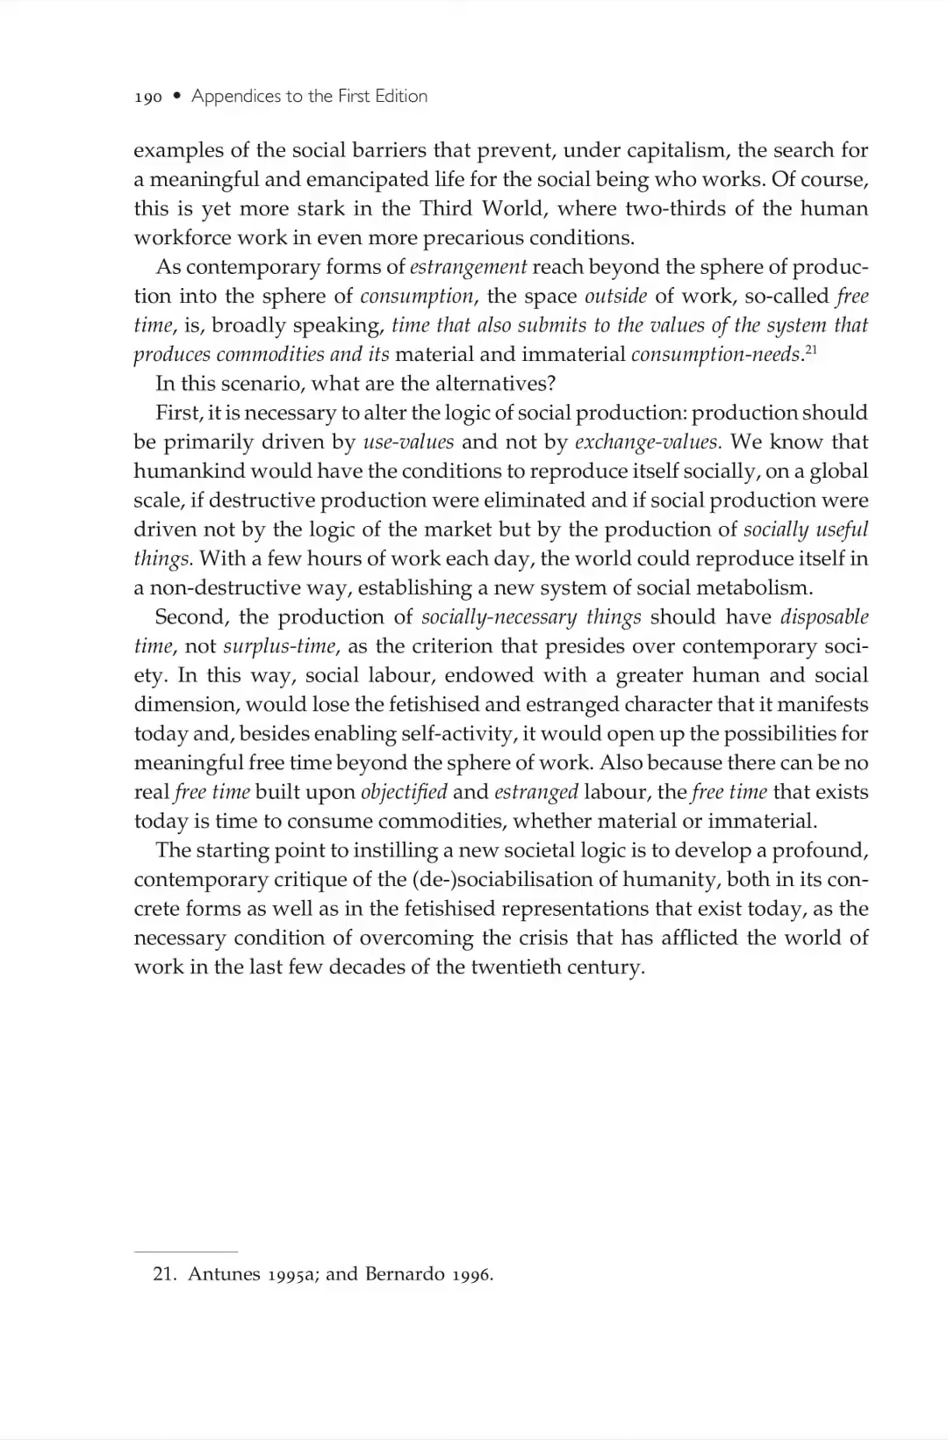 190 • Appendices to the First Edition
examples of the social barriers that prevent, under capitalism, the search for
a meaningful and emancipated life for the social being who works. Of course,
this is yet more stark in the Third World, where two-thirds of the human
workforce work in even more precarious conditions.
As contemporary forms of estrangement reach beyond the sphere of produc-
tion into the sphere of consumption, the space outside of work, so-called free
time, is, broadly speaking, time that also submits to the values of the system that
produces commodities and its material and immaterial consumption-needs.21
In this scenario, what are the alternatives?
First, it is necessary to alter the logic of social production: production should
be primarily driven by use-values and not by exchange-values. We know that
humankind would have the conditions to reproduce itself socially, on a global
scale, if destructive production were eliminated and if social production were
driven not by the logic of the market but by the production of socially useful
things. With a few hours of work each day, the world could reproduce itself in
a non-destructive way, establishing a new system of social metabolism.
Second, the production of socially-necessary things should have disposable
time, not surplus-time, as the criterion that presides over contemporary soci-
ety. In this way, social labour, endowed with a greater human and social
dimension, would lose the fetishised and estranged character that it manifests
today and, besides enabling self-activity, it would open up the possibilities for
meaningful free time beyond the sphere of work. Also because there can be no
real free time built upon objectified and estranged labour, the free time that exists
today is time to consume commodities, whether material or immaterial.
The starting point to instilling a new societal logic is to develop a profound,
contemporary critique of the (de-)sociabilisation of humanity, both in its con-
crete forms as well as in the fetishised representations that exist today, as the
necessary condition of overcoming the crisis that has afflicted the world of
work in the last few decades of the twentieth century.
21. Antunes 1995a; and Bernardo 1996.